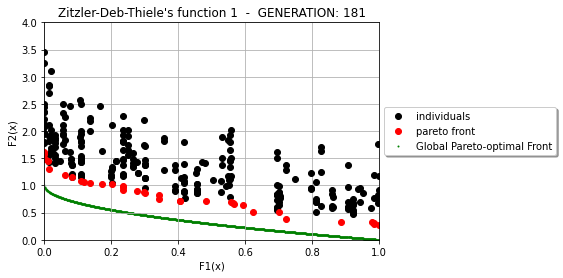 Zitzler-Deb-Thiele's function 1 - GENERATION: 181
4.0
3.5
3.0
2.5
2.0
1.5
1.0
0.5
0.0
F2(x)
0.0 0.2 0.4 0.6 0.8 1.0
F1(x)
individuals
pareto front
Global Pareto-optimal Front